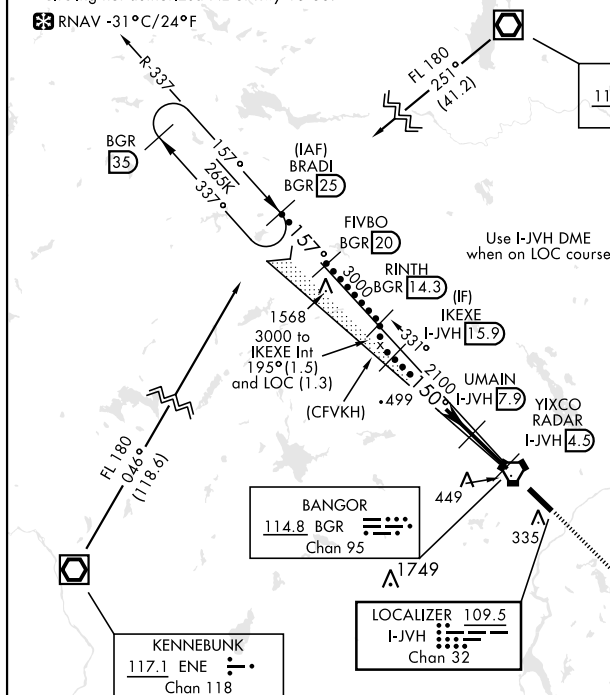 RNAV -31°C/24°F
R-337
FL 180
251°
(41.2)
11
BGR
35
157°
265K
337°
(IAF)
BRADI
BGR 25
157°
FIVBO
BGR 20
3000
RINTH
BGR 14.3
Use I-JVH DME
when on LOC course
(IF)
IKEXE
I-JVH 15.9
331°
1568
3000 to
IKEXE Int
195° (1.5)
and LOC (1.3)
(CFVKH)
x
2100
150°
.499
UMAIN
I-JVH 7.9
YIXCO
RADAR
I-JVH 4.5
FL 180
046°
(118.6)
449
335
BANGOR
114.8 BGR
Chan 95
1749
LOCALIZER 109.5
I-JVH
Chan 32
KENNEBUNK
117.1 ENE
Chan 118